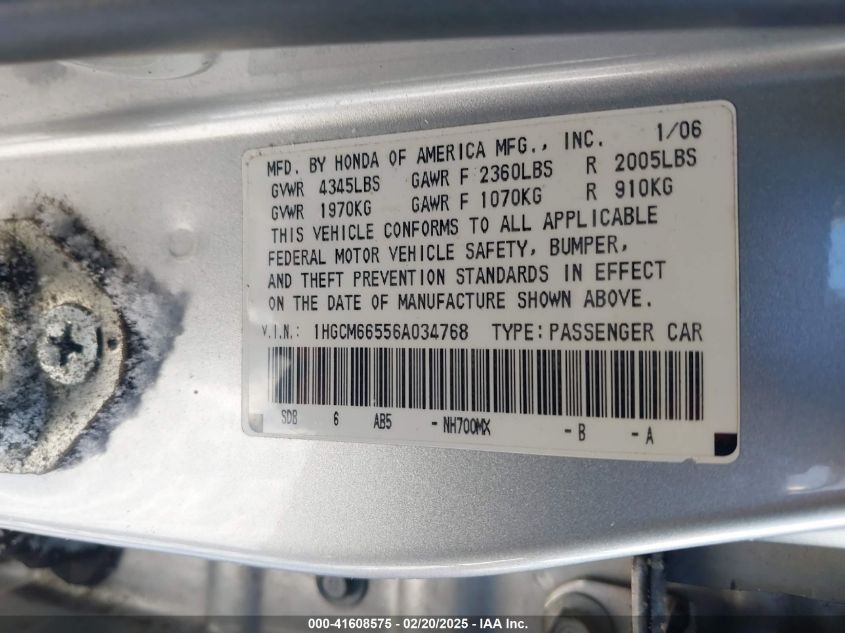 MFD. BY HONDA OF AMERICA MFG., INC. 1/06
GVWR 4345LBS GAWR F 2360LBS R 2005LBS
GVWR 1970KG GAWR F 1070KG R 910KG
THIS VEHICLE CONFORMS TO ALL APPLICABLE
FEDERAL MOTOR VEHICLE SAFETY, BUMPER,
AND THEFT PREVENTION STANDARDS IN EFFECT
ON THE DATE OF MANUFACTURE SHOWN ABOVE.
V.I.N.: 1HGCM66556A034768 TYPE: PASSENGER CAR
SDB 6 AB5 - NH700MX - B - A
000-41608575 - 02/20/2025 - IAA Inc.